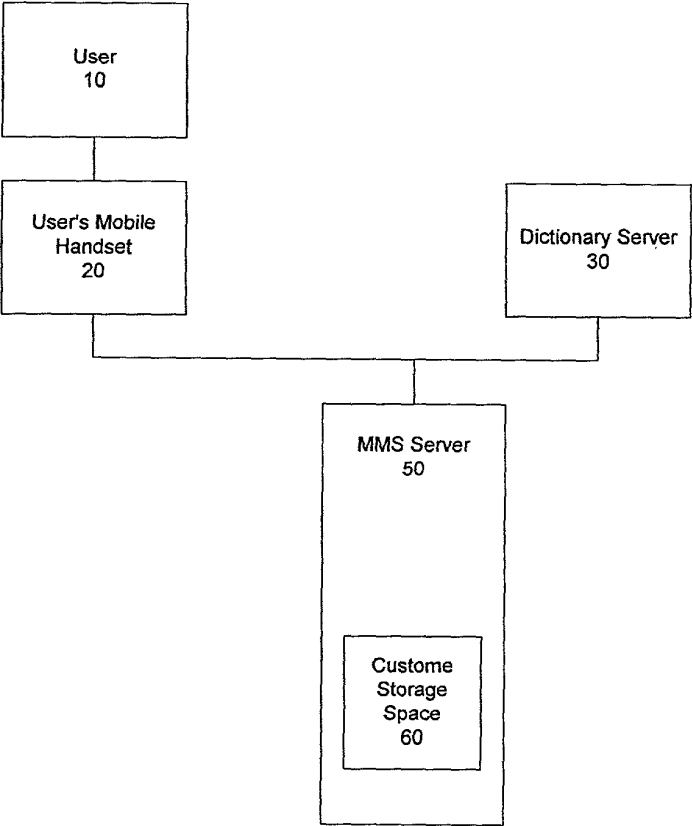 User
10
User's Mobile
Handset
20
Dictionary Server
30
MMS Server
50
Custome
Storage
Space
60